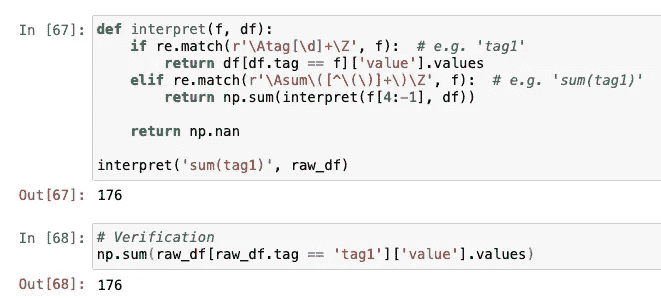 In [67]: def interpret(f, df):
    if re.match(r'\Atag[\d]+\Z', f):  # e.g. 'tag1'
        return df[df.tag == f]['value'].values
    elif re.match(r'\Asum\([^\(\)]+\)\Z', f):  # e.g. 'sum(tag1)'
        return np.sum(interpret(f[4:-1], df))
    return np.nan
interpret('sum(tag1)', raw_df)
Out[67]: 176
In [68]: # Verification
np.sum(raw_df[raw_df.tag == 'tag1']['value'].values)
Out[68]: 176